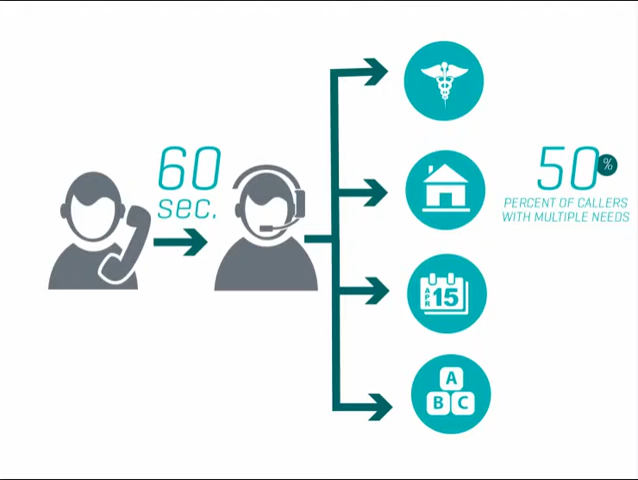 60
sec.
50%
PERCENT OF CALLERS
WITH MULTIPLE NEEDS
APR 15
A
B C